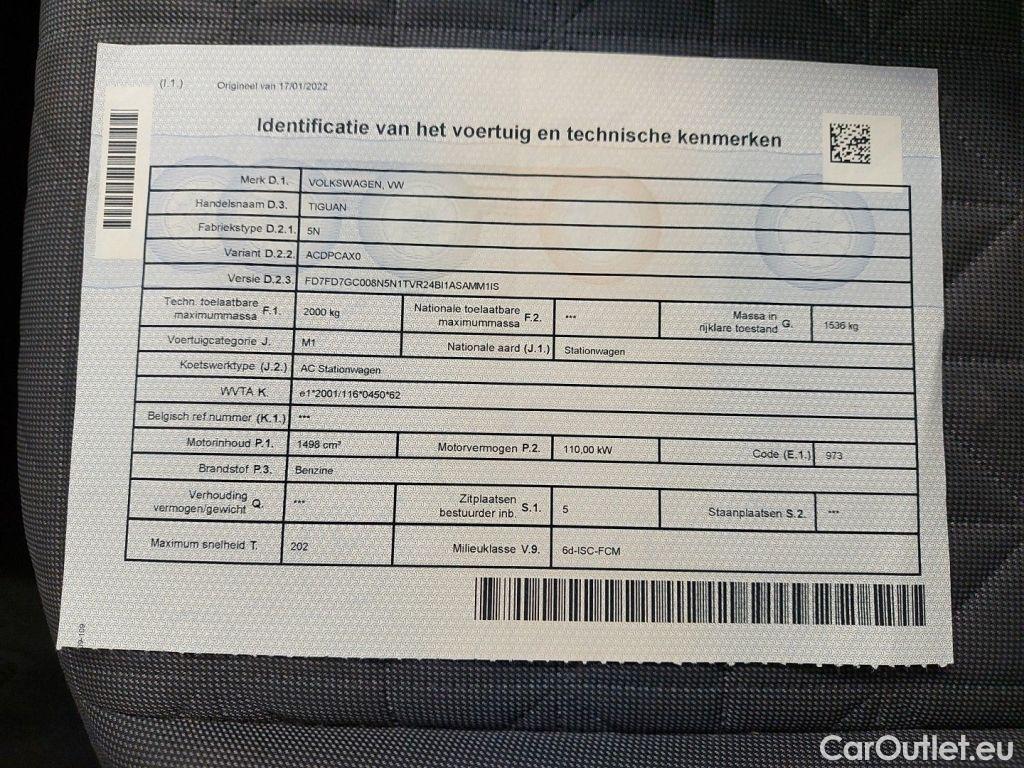 (I.1.) Origineel van 17/01/2022
Identificatie van het voertuig en technische kenmerken
Merk D.1. VOLKSWAGEN, VW
Handelsnaam D.3. TIGUAN
Fabriekstype D.2.1. 5N
Variant D.2.2. ACDPCAX0
Versie D.2.3. FD7FD7GC008N5N1TVR24BI1ASAMM1IS
Techn. toelaatbare maximummassa F.1. 2000 kg Nationale toelaatbare maximummassa F.2. *** Massa in rijklare toestand G. 1536 kg
Voertuigcategorie J. M1 Nationale aard (J.1.) Stationwagen
Koetswerktype (J.2.) AC Stationwagen
WVTA K. e1*2001/116*0450*62
Belgisch ref.nummer (K.1.) ***
Motorinhoud P.1. 1498 cm³ Motorvermogen P.2. 110,00 kW Code (E.1.) 973
Brandstof P.3. Benzine
Verhouding vermogen/gewicht Q. *** Zitplaatsen bestuurder inb. S.1. 5 Staanplaatsen S.2. ***
Maximum snelheid T. 202 Milieuklasse V.9. 6d-ISC-FCM
CarOutlet.eu